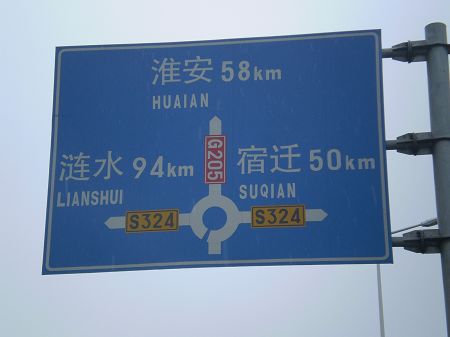 淮安 58km
HUAIAN
涟水 94km
LIANSHUI
G205
宿迁 50km
SUQIAN
S324
S324